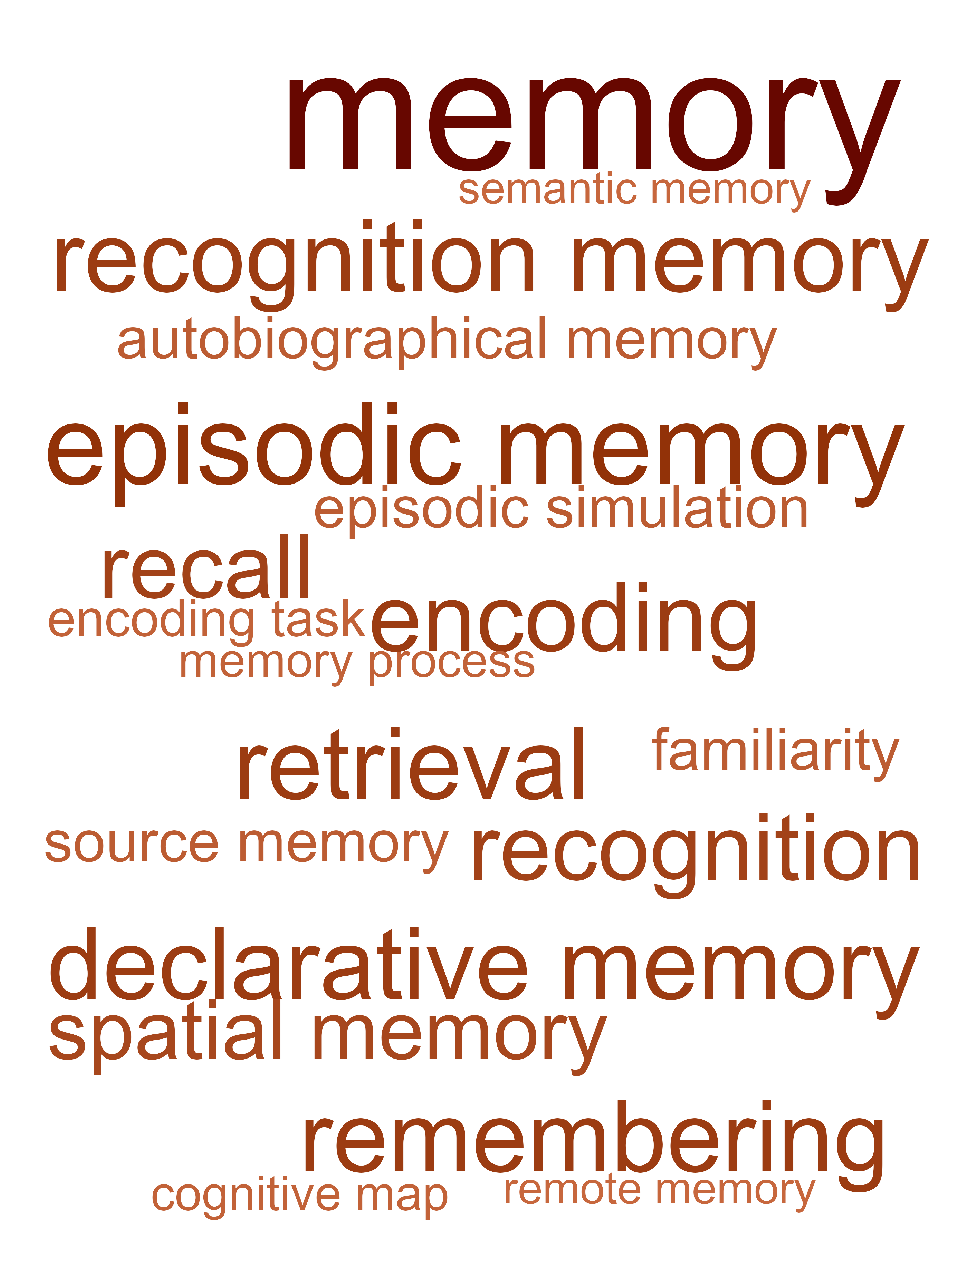 memory
semantic memory
recognition memory
autobiographical memory
episodic memory
episodic simulation
recall
encoding task
encoding
memory process
retrieval
familiarity
source memory
recognition
declarative memory
spatial memory
remembering
cognitive map
remote memory